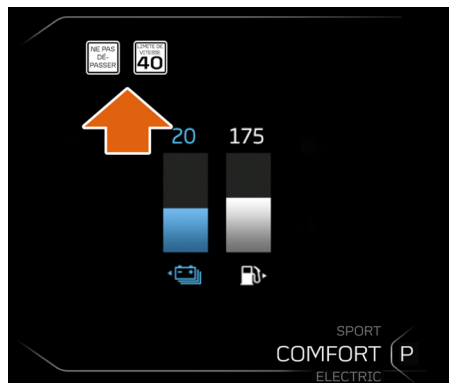 NE PAS
DÉ-
PASSER
LIMITE DE
VITESSE
40
20 175
SPORT
COMFORT P
ELECTRIC